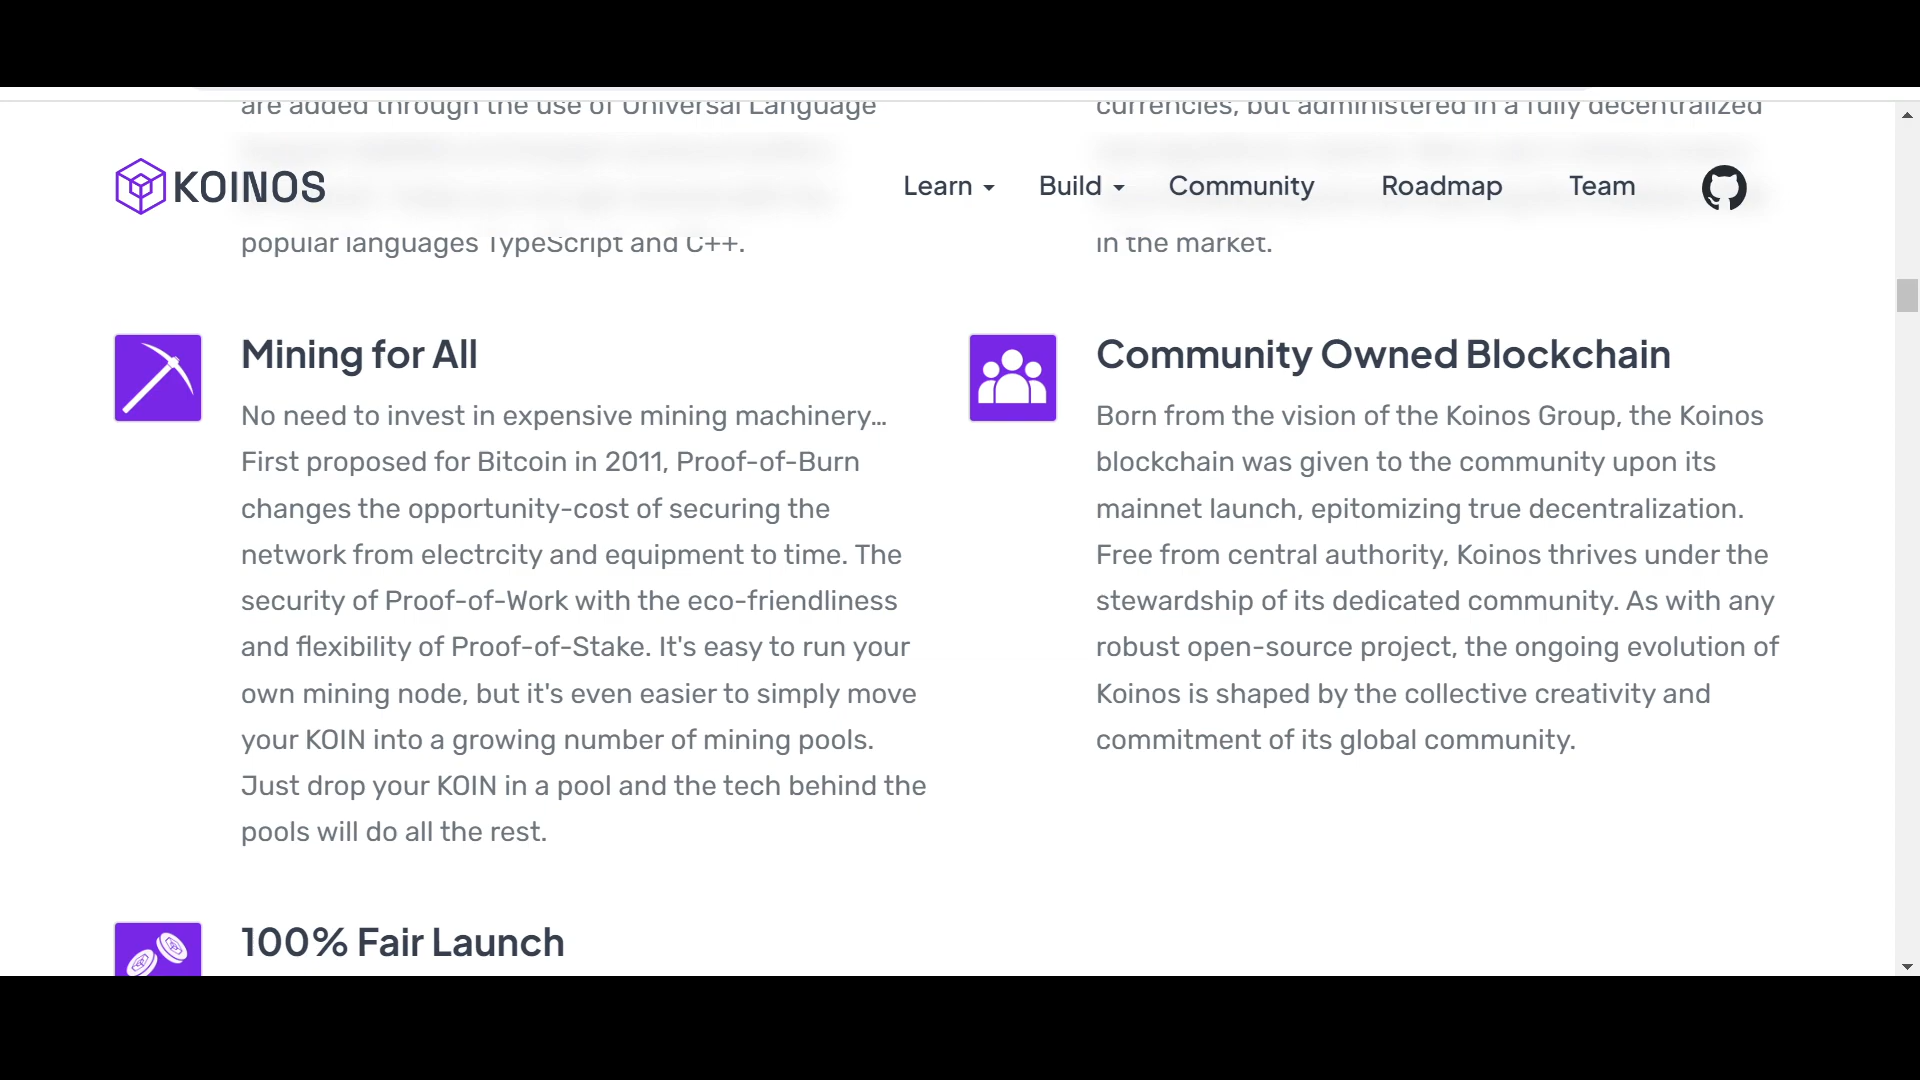 are added through the use of Universal Language
currencies, but administered in a fully decentralized
KOINOS
Learn
Build
Community
Roadmap
Team
popular languages TypeScript and C++.
in the market.
Mining for All
No need to invest in expensive mining machinery...
First proposed for Bitcoin in 2011, Proof-of-Burn
changes the opportunity-cost of securing the
network from electrcity and equipment to time. The
security of Proof-of-Work with the eco-friendliness
and flexibility of Proof-of-Stake. It's easy to run your
own mining node, but it's even easier to simply move
your KOIN into a growing number of mining pools.
Just drop your KOIN in a pool and the tech behind the
pools will do all the rest.
Community Owned Blockchain
Born from the vision of the Koinos Group, the Koinos
blockchain was given to the community upon its
mainnet launch, epitomizing true decentralization.
Free from central authority, Koinos thrives under the
stewardship of its dedicated community. As with any
robust open-source project, the ongoing evolution of
Koinos is shaped by the collective creativity and
commitment of its global community.
100% Fair Launch